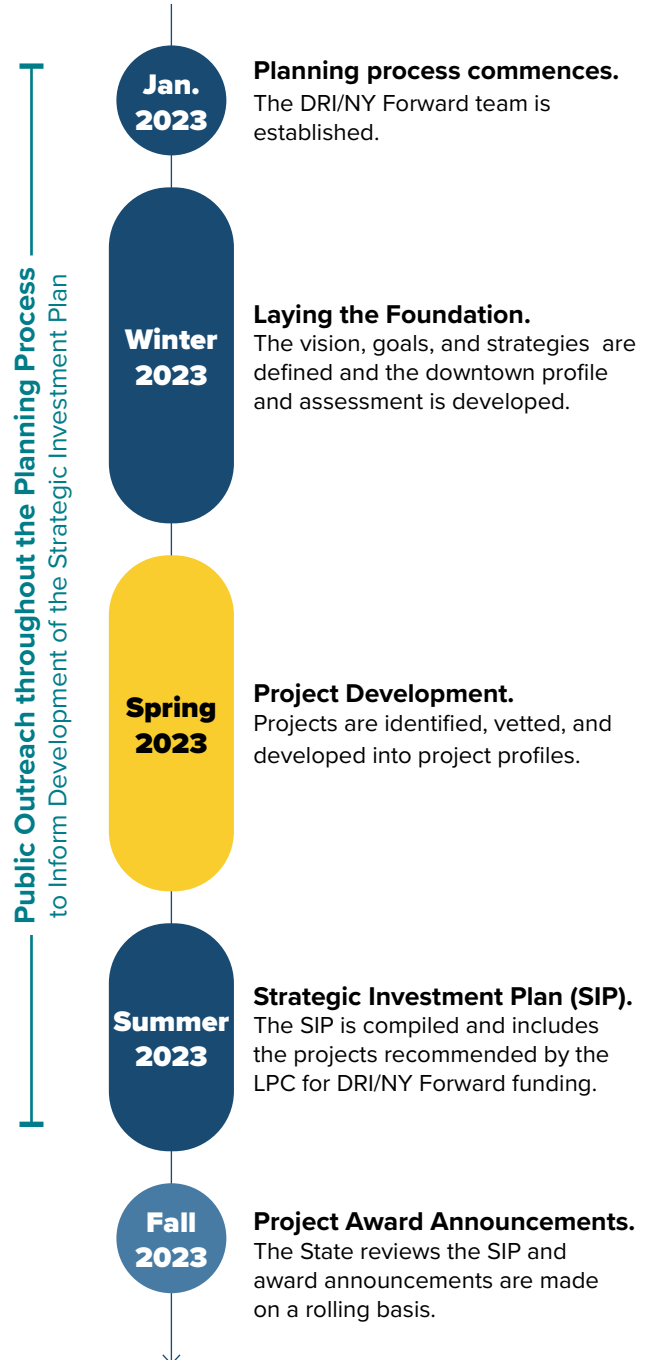 Public Outreach throughout the Planning Process
to Inform Development of the Strategic Investment Plan
Jan.
2023
Planning process commences.
The DRI/NY Forward team is
established.
Winter
2023
Laying the Foundation.
The vision, goals, and strategies are
defined and the downtown profile
and assessment is developed.
Spring
2023
Project Development.
Projects are identified, vetted, and
developed into project profiles.
Summer
2023
Strategic Investment Plan (SIP).
The SIP is compiled and includes
the projects recommended by the
LPC for DRI/NY Forward funding.
Fall
2023
Project Award Announcements.
The State reviews the SIP and
award announcements are made
on a rolling basis.